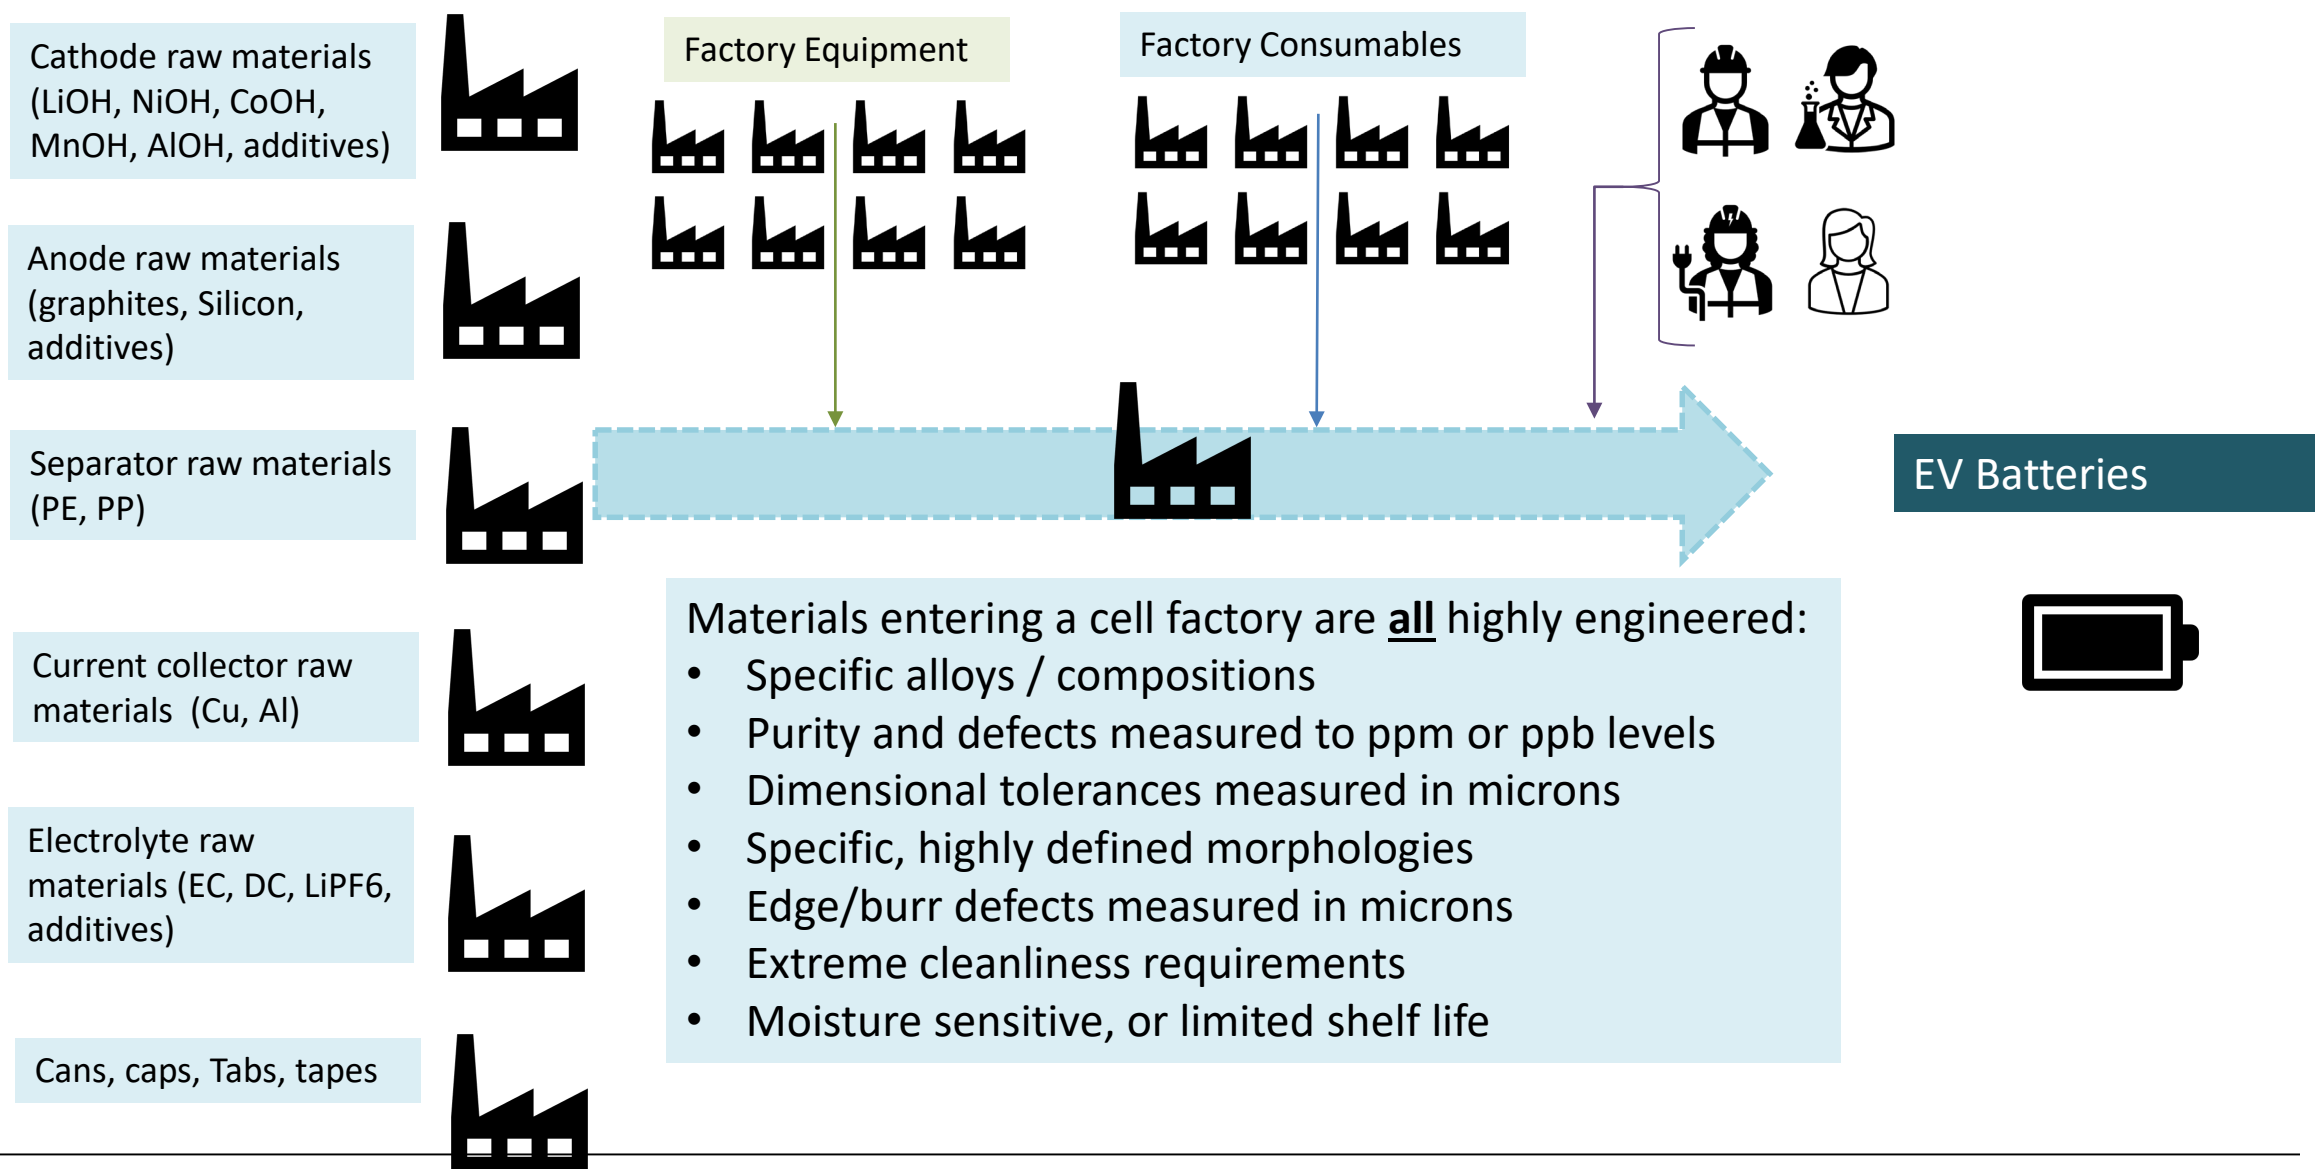 Cathode raw materials
(LiOH, NiOH, CoOH,
MnOH, AlOH, additives)
Anode raw materials
(graphites, Silicon,
additives)
Separator raw materials
(PE, PP)
Current collector raw
materials  (Cu, Al)
Electrolyte raw
materials (EC, DC, LiPF6,
additives)
Cans, caps, Tabs, tapes
Factory Equipment
Factory Consumables
EV Batteries
Materials entering a cell factory are all highly engineered:
• Specific alloys / compositions
• Purity and defects measured to ppm or ppb levels
• Dimensional tolerances measured in microns
• Specific, highly defined morphologies
• Edge/burr defects measured in microns
• Extreme cleanliness requirements
• Moisture sensitive, or limited shelf life